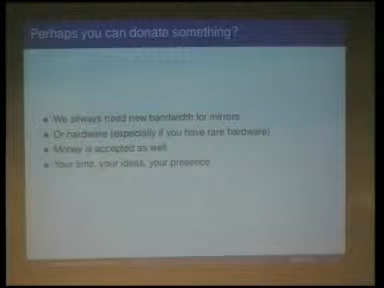 Perhaps you can donate something?
We always need new bandwidth for mirrors
Or hardware (especially if you have rare hardware)
Money is accepted as well
Your time, your ideas, your presence